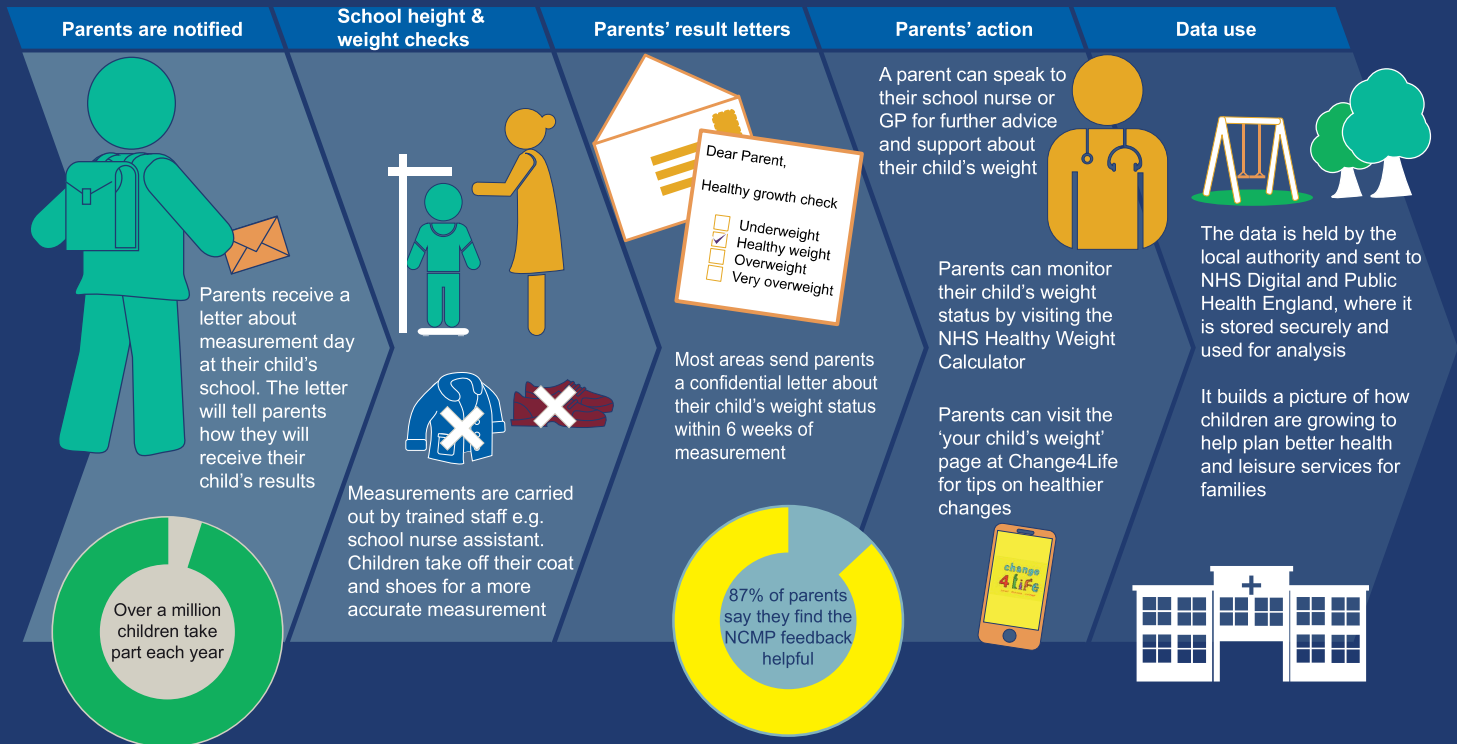 Parents are notified
School height &
weight checks
Parents’ result letters
Parents’ action
Data use
Parents receive a
letter about
measurement day
at their child’s
school. The letter
will tell parents
how they will
receive their
child’s results
Over a million
children take
part each year
Measurements are carried
out by trained staff e.g.
school nurse assistant.
Children take off their coat
and shoes for a more
accurate measurement
Dear Parent,
Healthy growth check
Underweight
Healthy weight
Overweight
Very overweight
Most areas send parents
a confidential letter about
their child’s weight status
within 6 weeks of
measurement
87% of parents
say they find the
NCMP feedback
helpful
A parent can speak to
their school nurse or
GP for further advice
and support about
their child’s weight
Parents can monitor
their child’s weight
status by visiting the
NHS Healthy Weight
Calculator
Parents can visit the
‘your child’s weight’
page at Change4Life
for tips on healthier
changes
change
4LiFe
The data is held by the
local authority and sent to
NHS Digital and Public
Health England, where it
is stored securely and
used for analysis
It builds a picture of how
children are growing to
help plan better health
and leisure services for
families